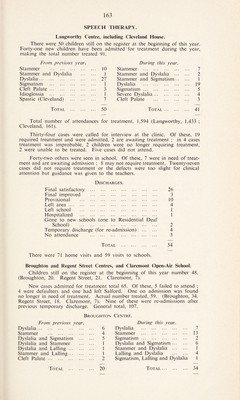 163
SPEECH THERAPY.
Langworthy Centre, including Cleveland House.
There were 50 children still on the register at the beginning of this year.
Forty-one new children have been admitted for treatment during the year,
making the total number treated 91.
From previous year.
Stammer 10
Stammer and Dyslalia 1
Dyslalia 27
Sigmatism 7
Cleft Palate 3
Idioglossia 1
Spastic (Cleveland) 1
TOTAL 50
During this year.
Stammer 7
Stammer and Dyslalia 2
Stammer and Sigmatism 1
Dyslalia 19
Sigmatism 5
Severe Dyslalia 4
Cleft Palate 3
TOTAL 41
Total number of attendances for treatment, 1,594 (Langworthy, 1,433;
Cleveland, 161).
Thirty-four cases were called for interview at the clinic. Of these, 19
required treatment and were admitted, 2 are awaiting treatment; in 4 cases
treatment was improbable, 2 children were no longer requiring treatment,
2 were unable to be treated. Five cases did not attend.
Forty-two others were seen in school. Of these, 7 were in need of treat-
ment and are awaiting admission; 8 may not require treatment. Twenty-seven
cases did not require treatment or the defects were too slight for clinical
attention but guidance was given to the teachers.
DISCHARGES.
Final satisfactory 26
Final improved 3
Provisional 10
Left area 4
Left school 1
Hospitalized 1
Gone to new schools (one to Residential Deaf
School) 2
Temporary discharge (for re-admission) 4
No attendance 3
TOTAL 54
There were 71 home visits and 59 visits to schools.
Broughton and Regent Street Centres, and Claremont Open-Air School.
Children still on the register at the beginning of this year number 48.
(Broughton, 20. Regent Street, 21. Claremont, 7).
New cases admitted for treatment total 65. Of these, 5 failed to attend;
4 were defaulters and one had left Salford. One on admission was found
no longer in need of treatment. Actual number treated, 59. (Broughton, 34.
Regent Street, 18. Claremont, 7). None of these were re-admissions after
previous temporary discharge. General total, 107.
BROUGHTON CENTRE.
From previous year.
Dyslalia 6
Stammer 4
Dyslalia and Sigmatism 5
Dyslalia and Stammer 1
Dyslalia and Lalling 1
Stammer and Lalling 1
Cleft Palate 2
TOTAL 20
During this year.
Dyslalia 7
Stammer 13
Sigmatism 2
Dyslalia and Sigmatism 6
Stammer and Dyslalia 1
Lalling and Dyslalia 4
Sigmatism, Lalling and Dyslalia 1
TOTAL 34